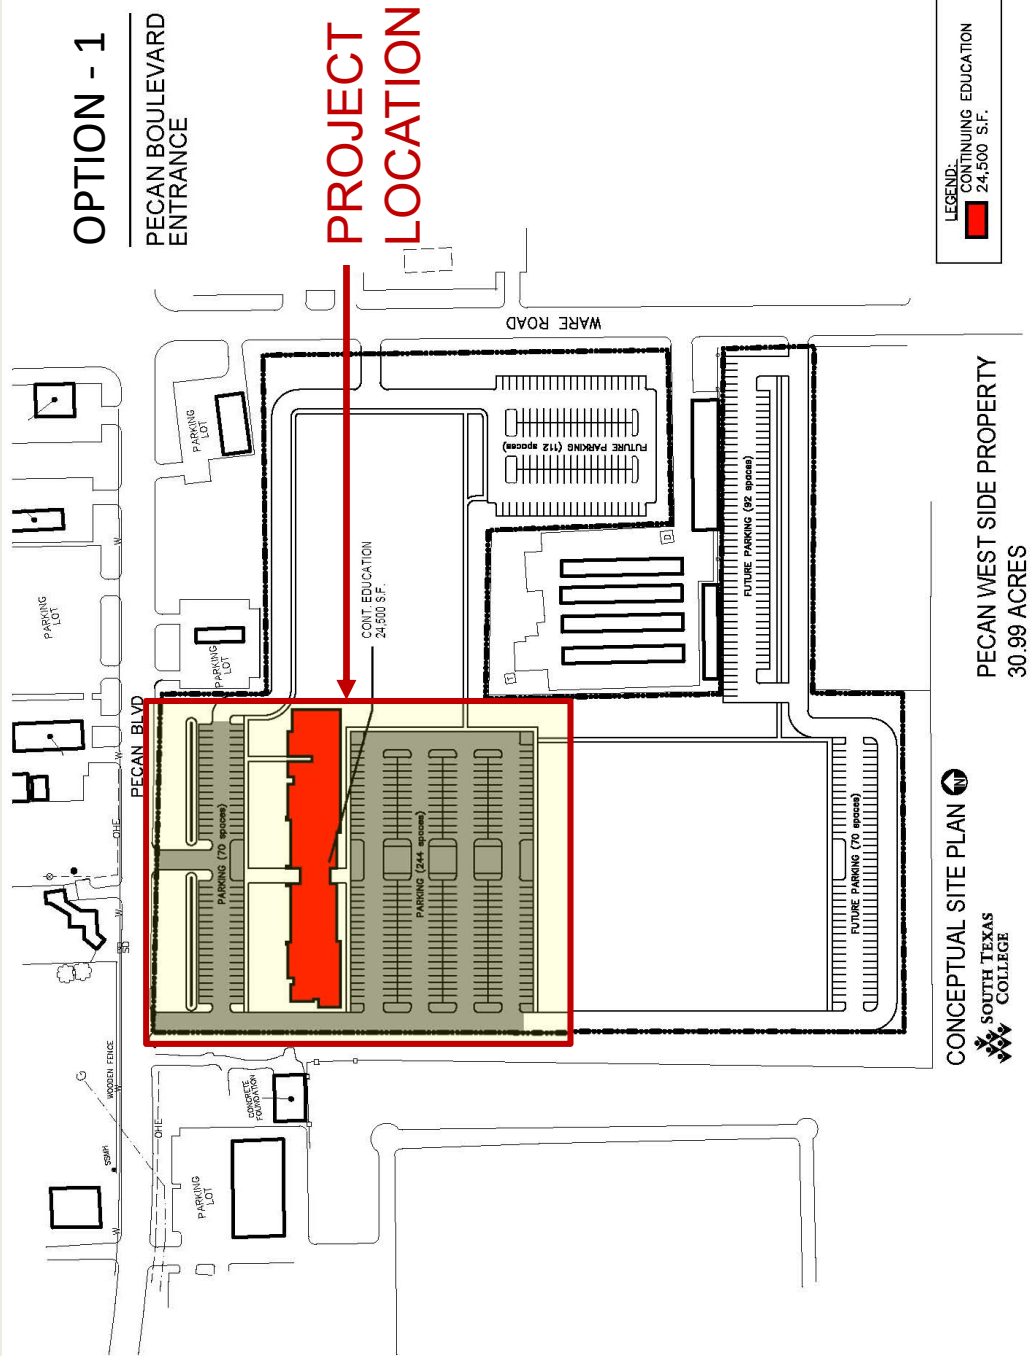 OPTION - 1
PECAN BOULEVARD
ENTRANCE
PROJECT
LOCATION
LEGEND:
CONTINUING EDUCATION
24,500 S.F.
WARE ROAD
PECAN BLVD
PARKING
LOT
PARKING
LOT
PARKING
LOT
PARKING
LOT
CONT. EDUCATION
24,500 S.F.
PARKING (70 spaces)
PARKING (244 spaces)
FUTURE PARKING (112 spaces)
FUTURE PARKING (92 spaces)
FUTURE PARKING (70 spaces)
CONCRETE
FOUNDATION
WOODEN FENCE
SSMH
OHE
OHE
W
W
W
W
W
W
G
SD
T
D
PECAN WEST SIDE PROPERTY
30.99 ACRES
CONCEPTUAL SITE PLAN
N
SOUTH TEXAS
COLLEGE